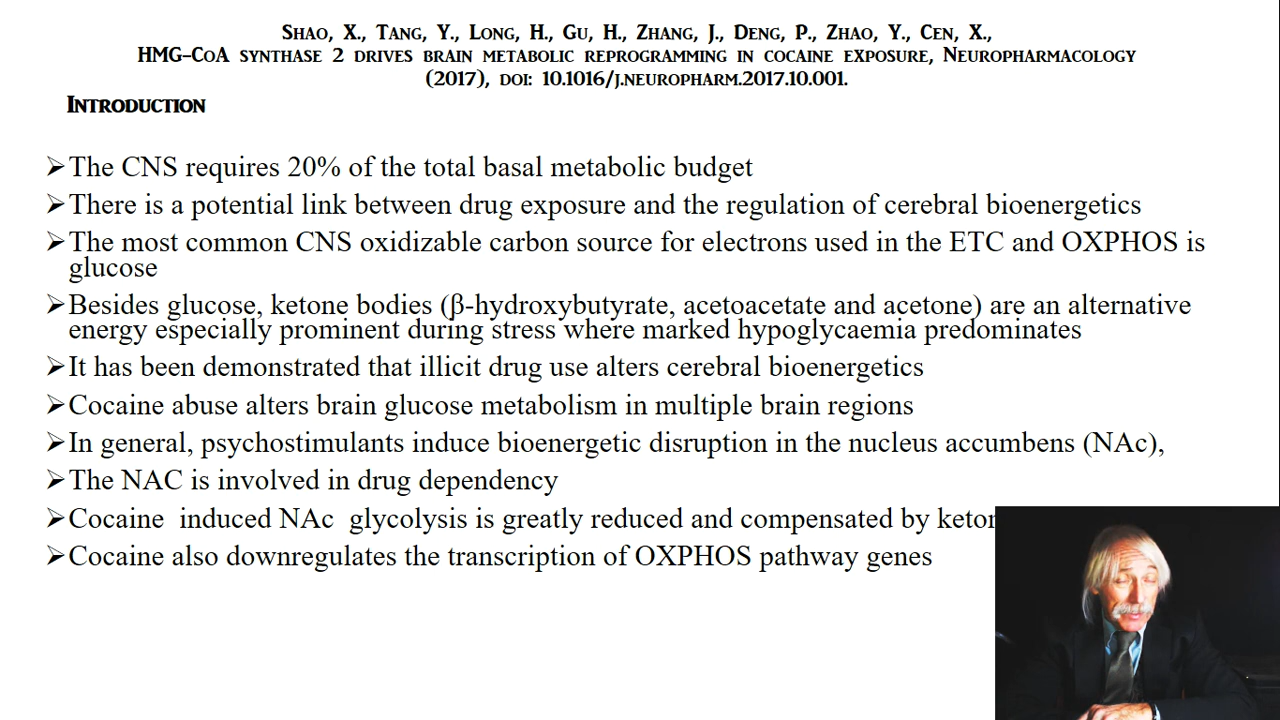 Shao, X., Tang, Y., Long, H., Gu, H., Zhang, J., Deng, P., Zhao, Y., Cen, X.,
HMG-CoA synthase 2 drives brain metabolic reprogramming in cocaine exposure, Neuropharmacology
(2017), doi: 10.1016/j.neuropharm.2017.10.001.
Introduction
➢The CNS requires 20% of the total basal metabolic budget
➢There is a potential link between drug exposure and the regulation of cerebral bioenergetics
➢The most common CNS oxidizable carbon source for electrons used in the ETC and OXPHOS is
glucose
➢Besides glucose, ketone bodies (β-hydroxybutyrate, acetoacetate and acetone) are an alternative
energy especially prominent during stress where marked hypoglycaemia predominates
➢It has been demonstrated that illicit drug use alters cerebral bioenergetics
➢Cocaine abuse alters brain glucose metabolism in multiple brain regions
➢In general, psychostimulants induce bioenergetic disruption in the nucleus accumbens (NAc),
➢The NAC is involved in drug dependency
➢Cocaine induced NAc glycolysis is greatly reduced and compensated by
➢Cocaine also downregulates the transcription of OXPHOS pathway genes